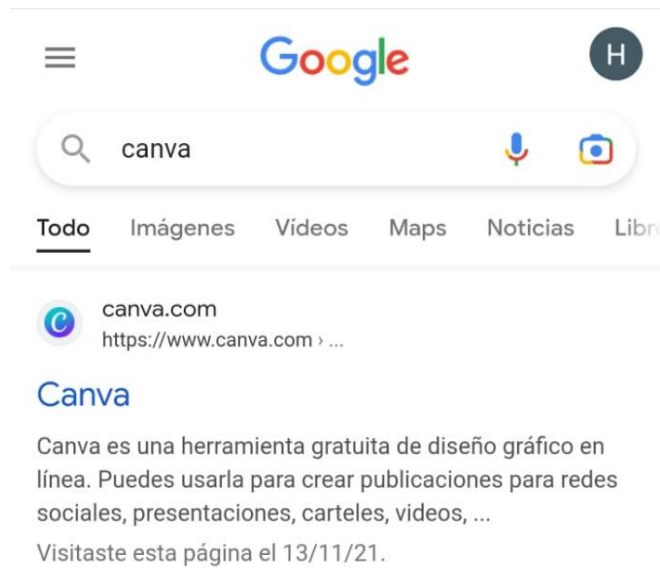 Google
H
canva
Todo Imágenes Vídeos Maps Noticias Libr
canva.com
https://www.canva.com › ...
Canva
Canva es una herramienta gratuita de diseño gráfico en
línea. Puedes usarla para crear publicaciones para redes
sociales, presentaciones, carteles, videos, ...
Visitaste esta página el 13/11/21.